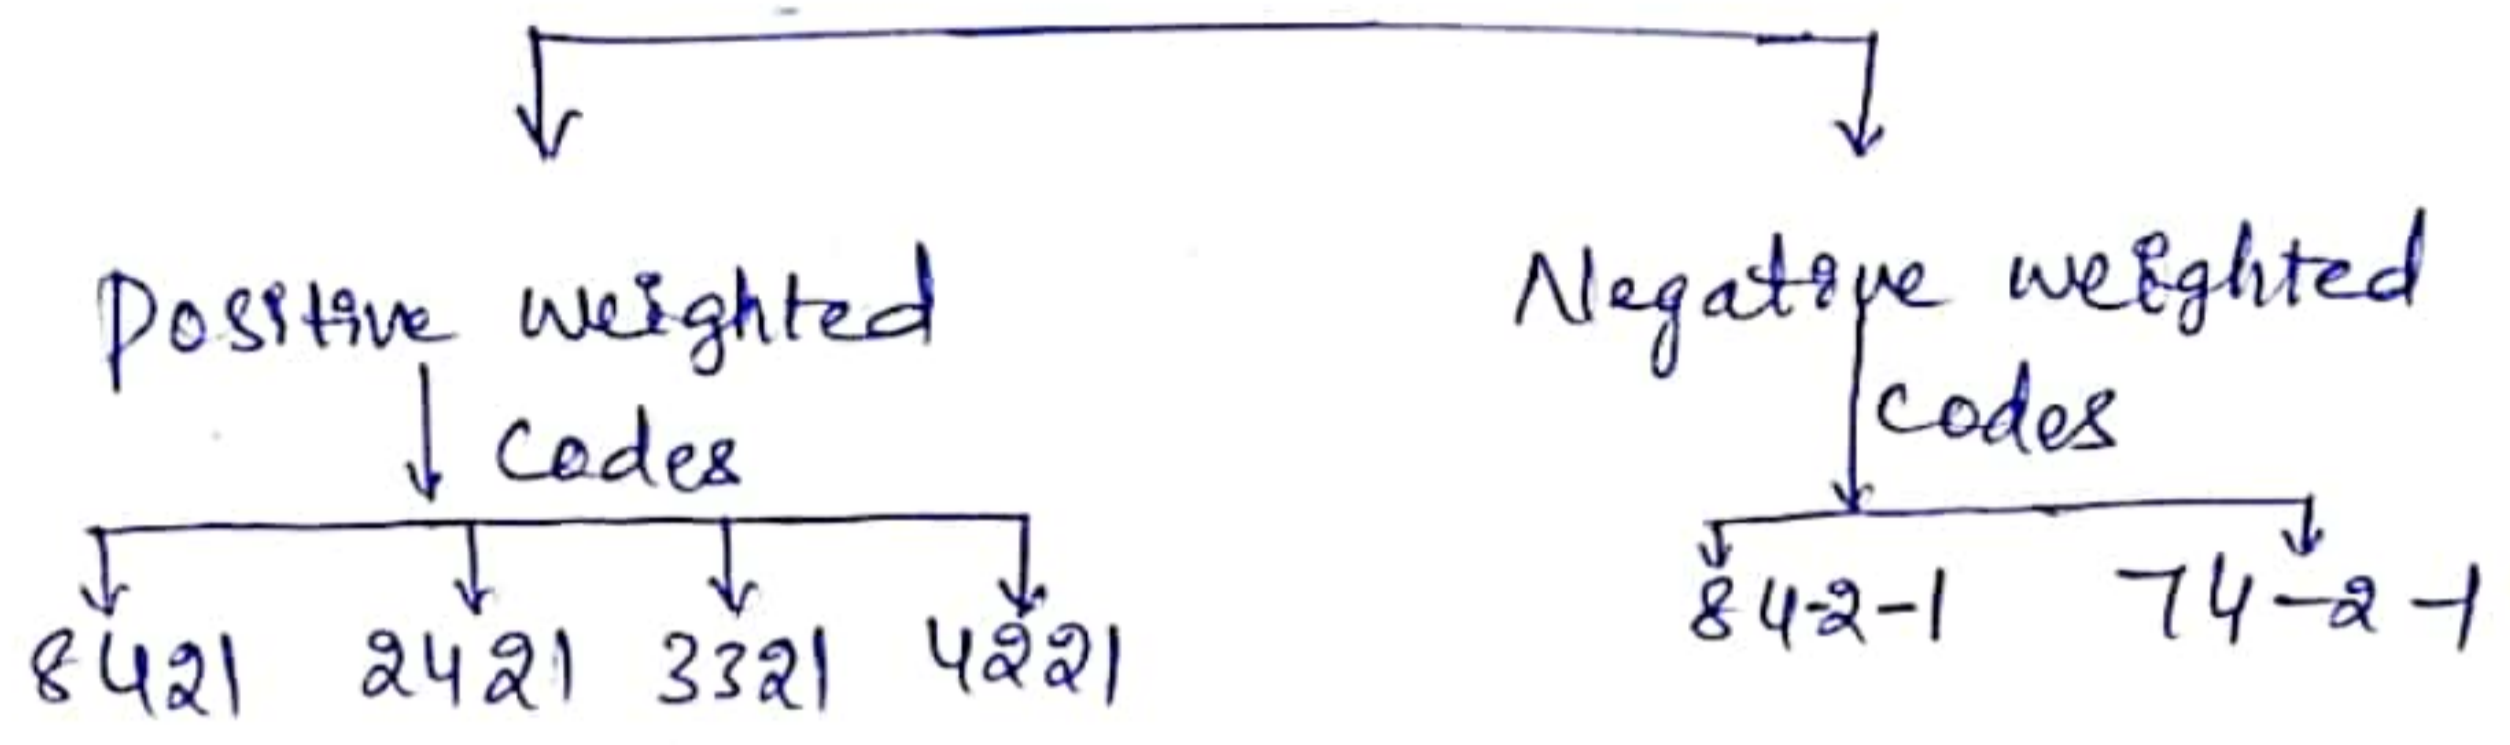 Positive weighted
Codes
Negative weighted
codes
8421 2421 3321 4221
84-2-1 74-2-1